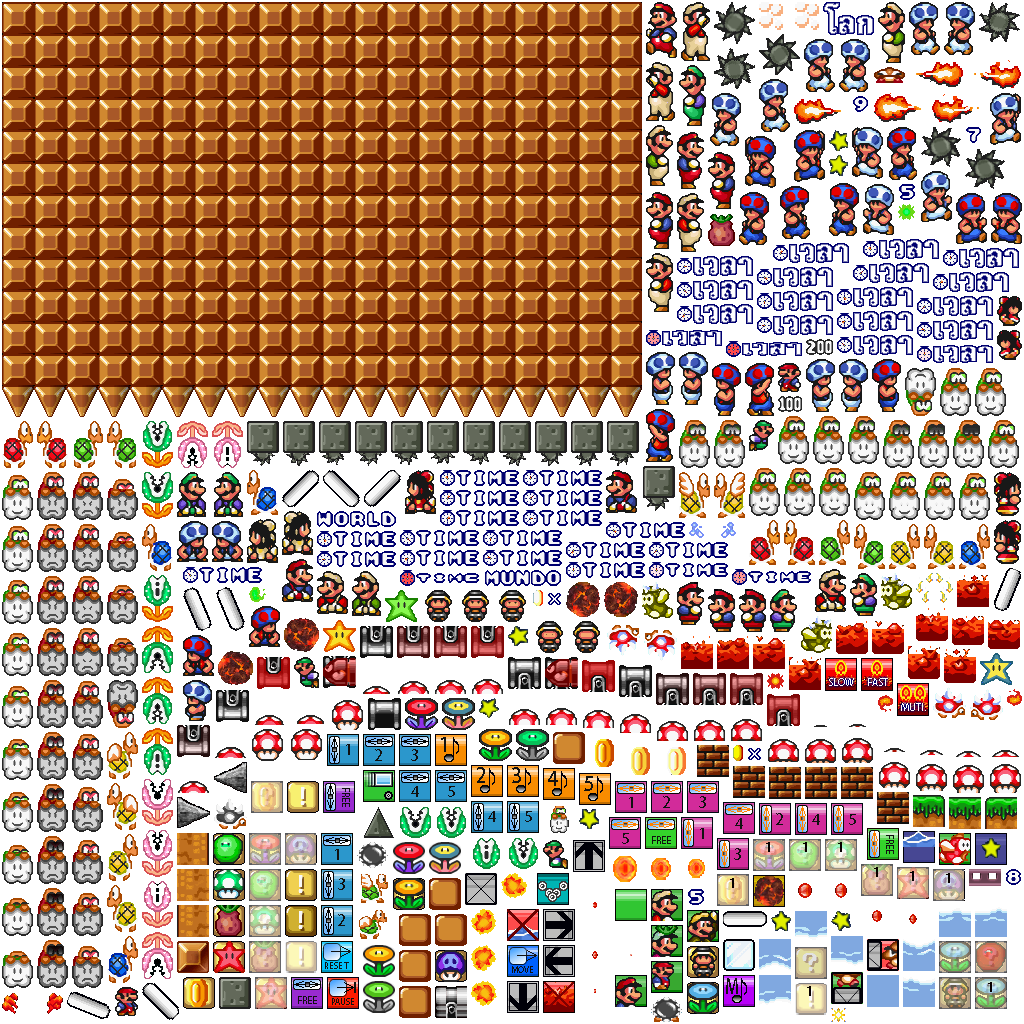 โลก
9
7
5
เวลา เวลา เวลา
เวลา เวลา เวลา เวลา
เวลา เวลา เวลา เวลา
เวลา เวลา เวลา เวลา
เวลา เวลา 200 เวลา เวลา
100
TIME TIME
TIME TIME
WORLD TIME TIME
TIME TIME TIME TIME
TIME TIME TIME TIME TIME
TIME TIME MUNDO TIME TIME TIME
X
SLOW FAST
MUTI.
1 2 3 1
X
4 5 2 3 4 5
FREE
1 2 3
4 5
4 2 4 5
5 FREE 1
1
3 1 1 1
FREE
8
3
1 1
5
2
RESET
MOVE
?
M
FREE PAUSE
! 1